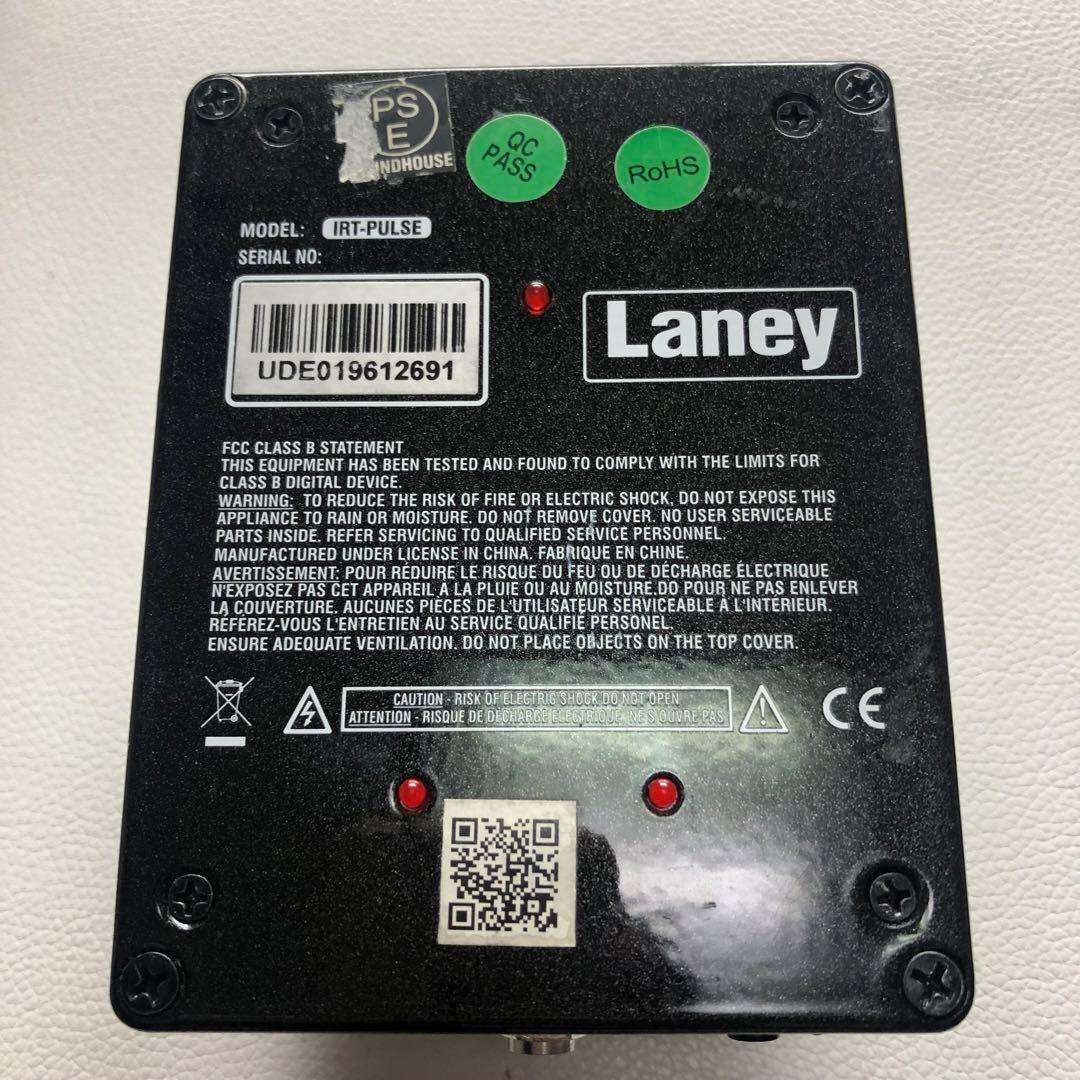 PS
E
NDHOUSE
QC
PASS
RoHS
MODEL: IRT-PULSE
SERIAL NO:
UDE019612691
Laney
FCC CLASS B STATEMENT
THIS EQUIPMENT HAS BEEN TESTED AND FOUND TO COMPLY WITH THE LIMITS FOR
CLASS B DIGITAL DEVICE.
WARNING: TO REDUCE THE RISK OF FIRE OR ELECTRIC SHOCK, DO NOT EXPOSE THIS
APPLIANCE TO RAIN OR MOISTURE. DO NOT REMOVE COVER. NO USER SERVICEABLE
PARTS INSIDE. REFER SERVICING TO QUALIFIED SERVICE PERSONNEL.
MANUFACTURED UNDER LICENSE IN CHINA. FABRIQUE EN CHINE.
AVERTISSEMENT: POUR RÉDUIRE LE RISQUE DU FEU OU DE DÉCHARGE ÉLECTRIQUE
N'EXPOSEZ PAS CET APPAREIL À LA PLUIE OU AU MOISTURE.DO POUR NE PAS ENLEVER
LA COUVERTURE. AUCUNES PIÈCES DE L'UTILISATEUR SERVICEABLE À L'INTERIEUR.
RÉFÉREZ-VOUS L'ENTRETIEN AU SERVICE QUALIFIÉ PERSONEL.
ENSURE ADEQUATE VENTILATION. DO NOT PLACE OBJECTS ON THE TOP COVER.
CAUTION - RISK OF ELECTRIC SHOCK DO NOT OPEN
ATTENTION - RISQUE DE DÉCHARGE ÉLECTRIQUE, NE S OUVRE PAS
CE